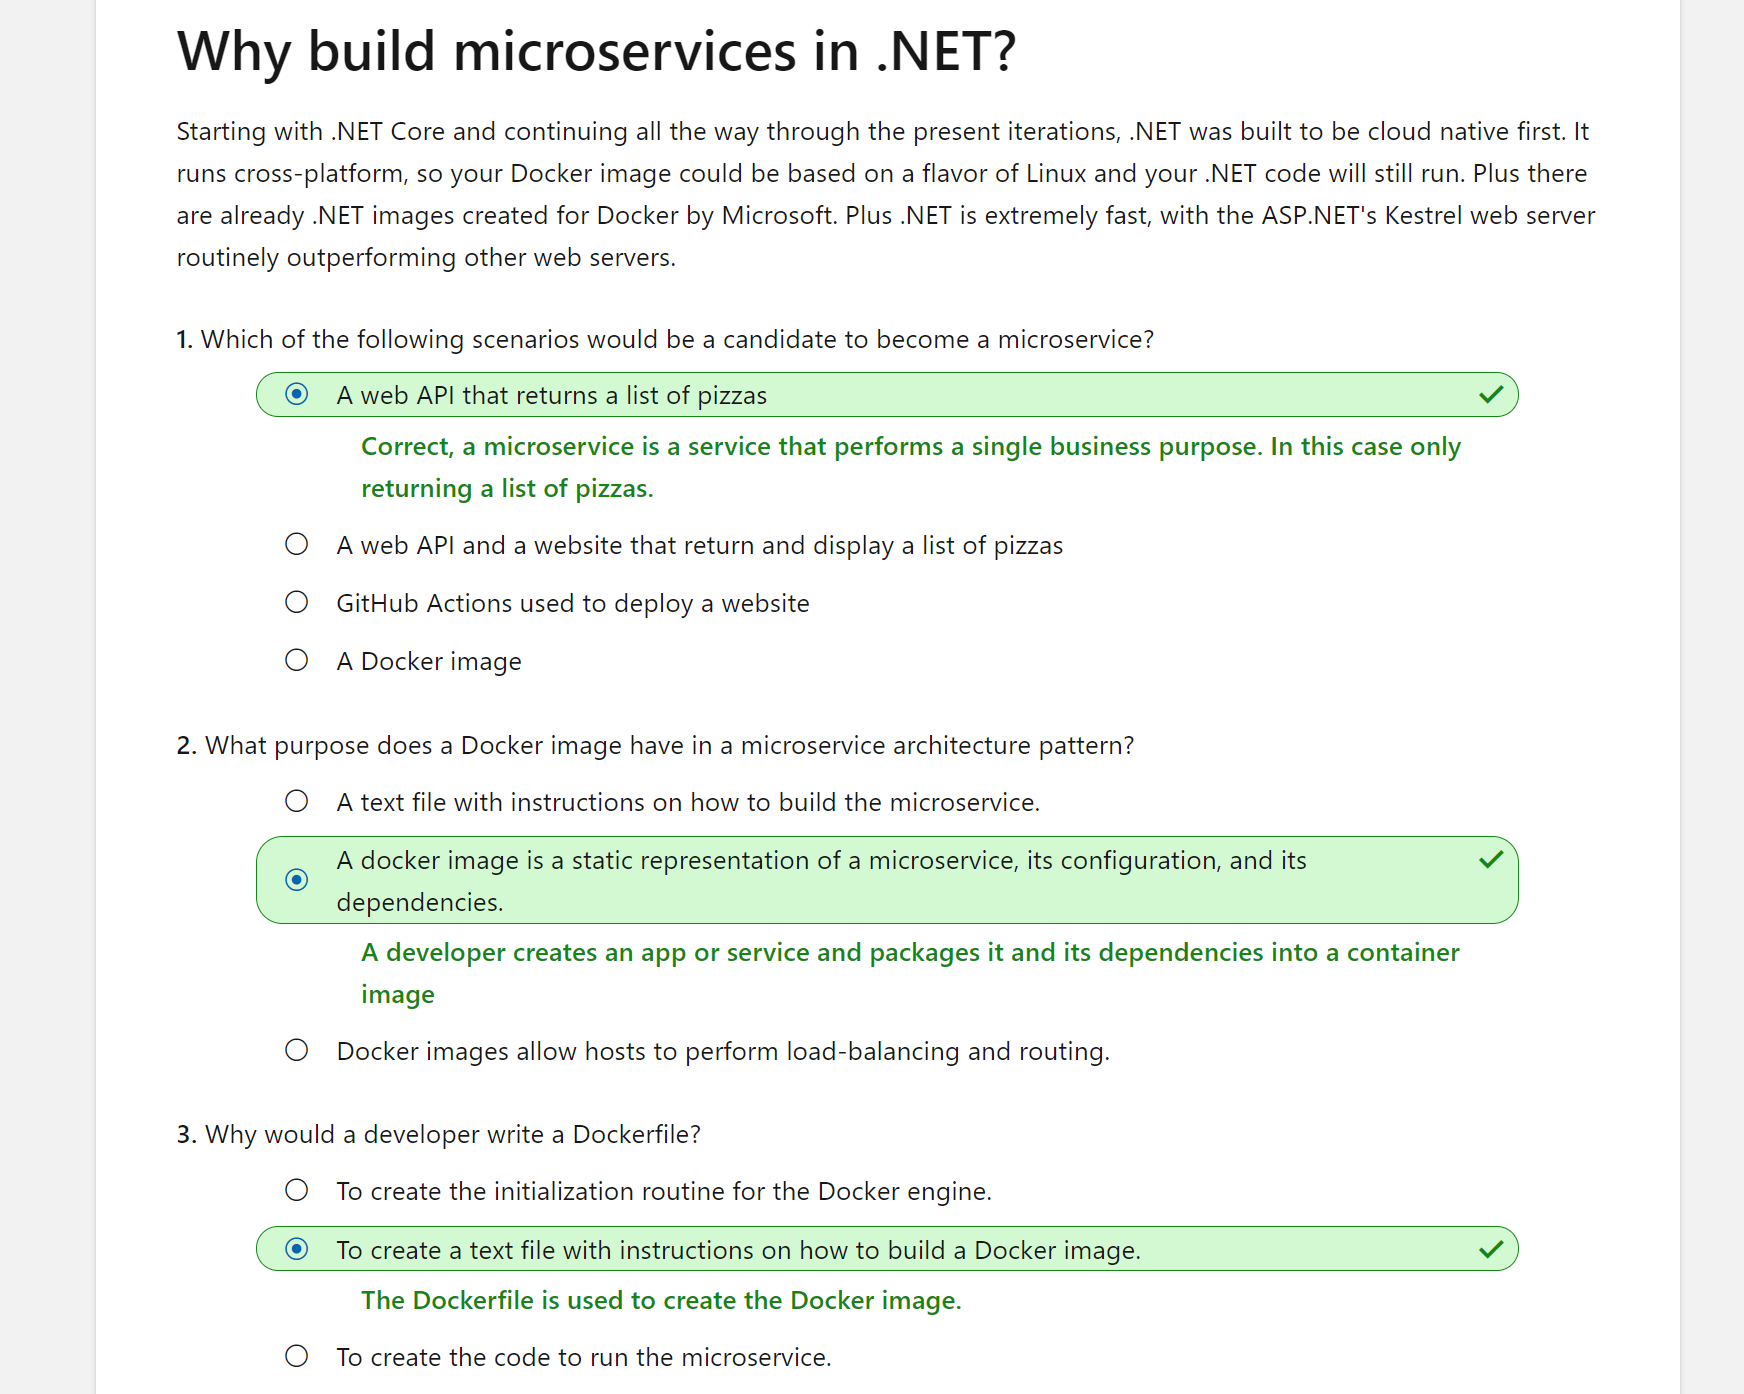 Why build microservices in .NET?
Starting with .NET Core and continuing all the way through the present iterations, .NET was built to be cloud native first. It
runs cross-platform, so your Docker image could be based on a flavor of Linux and your .NET code will still run. Plus there
are already .NET images created for Docker by Microsoft. Plus .NET is extremely fast, with the ASP.NET's Kestrel web server
routinely outperforming other web servers.
1. Which of the following scenarios would be a candidate to become a microservice?
A web API that returns a list of pizzas
Correct, a microservice is a service that performs a single business purpose. In this case only
returning a list of pizzas.
A web API and a website that return and display a list of pizzas
GitHub Actions used to deploy a website
A Docker image
2. What purpose does a Docker image have in a microservice architecture pattern?
A text file with instructions on how to build the microservice.
A docker image is a static representation of a microservice, its configuration, and its
dependencies.
A developer creates an app or service and packages it and its dependencies into a container
image
Docker images allow hosts to perform load-balancing and routing.
3. Why would a developer write a Dockerfile?
To create the initialization routine for the Docker engine.
To create a text file with instructions on how to build a Docker image.
The Dockerfile is used to create the Docker image.
To create the code to run the microservice.